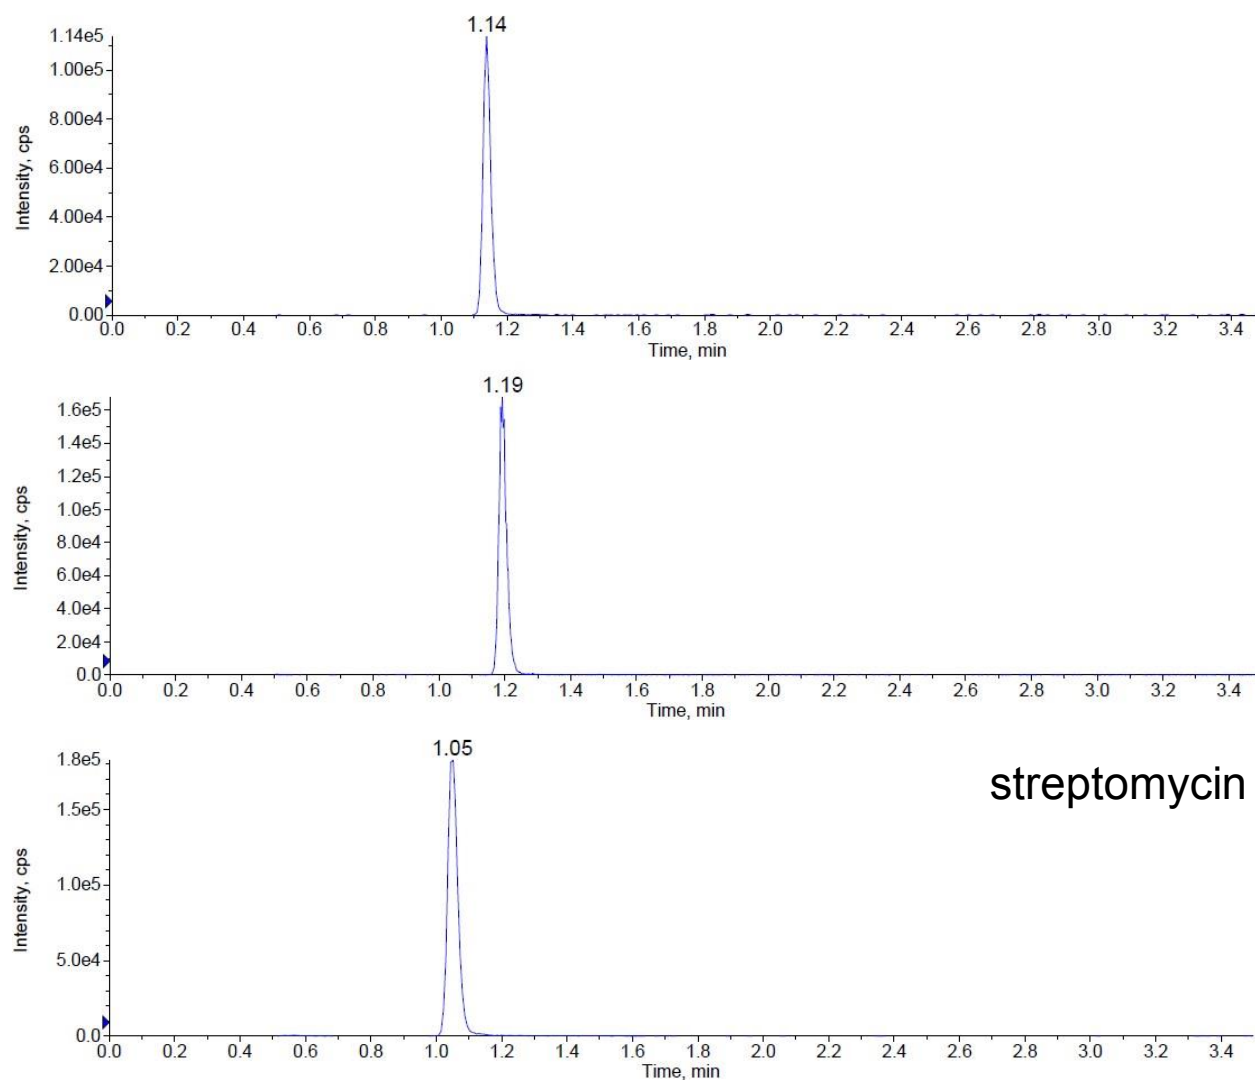 1.14
1.14e5
1.00e5
8.00e4
6.00e4
4.00e4
2.00e4
0.00
Intensity, cps
0.0 0.2 0.4 0.6 0.8 1.0 1.2 1.4 1.6 1.8 2.0 2.2 2.4 2.6 2.8 3.0 3.2 3.4
Time, min
1.19
1.6e5
1.4e5
1.2e5
1.0e5
8.0e4
6.0e4
4.0e4
2.0e4
0.0
Intensity, cps
0.0 0.2 0.4 0.6 0.8 1.0 1.2 1.4 1.6 1.8 2.0 2.2 2.4 2.6 2.8 3.0 3.2 3.4
Time, min
1.05
streptomycin
1.8e5
1.5e5
1.0e5
5.0e4
0.0
Intensity, cps
0.0 0.2 0.4 0.6 0.8 1.0 1.2 1.4 1.6 1.8 2.0 2.2 2.4 2.6 2.8 3.0 3.2 3.4
Time, min